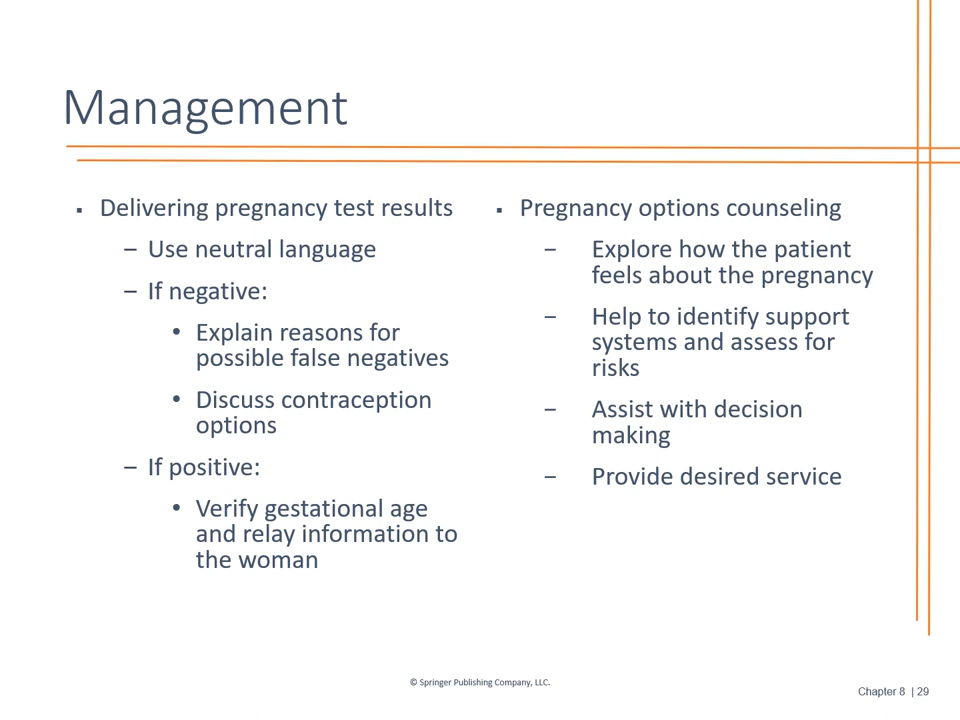 Management
▪ Delivering pregnancy test results
– Use neutral language
– If negative:
• Explain reasons for
possible false negatives
• Discuss contraception
options
– If positive:
• Verify gestational age
and relay information to
the woman
▪ Pregnancy options counseling
– Explore how the patient
feels about the pregnancy
– Help to identify support
systems and assess for
risks
– Assist with decision
making
– Provide desired service
© Springer Publishing Company, LLC.
Chapter 8 | 29